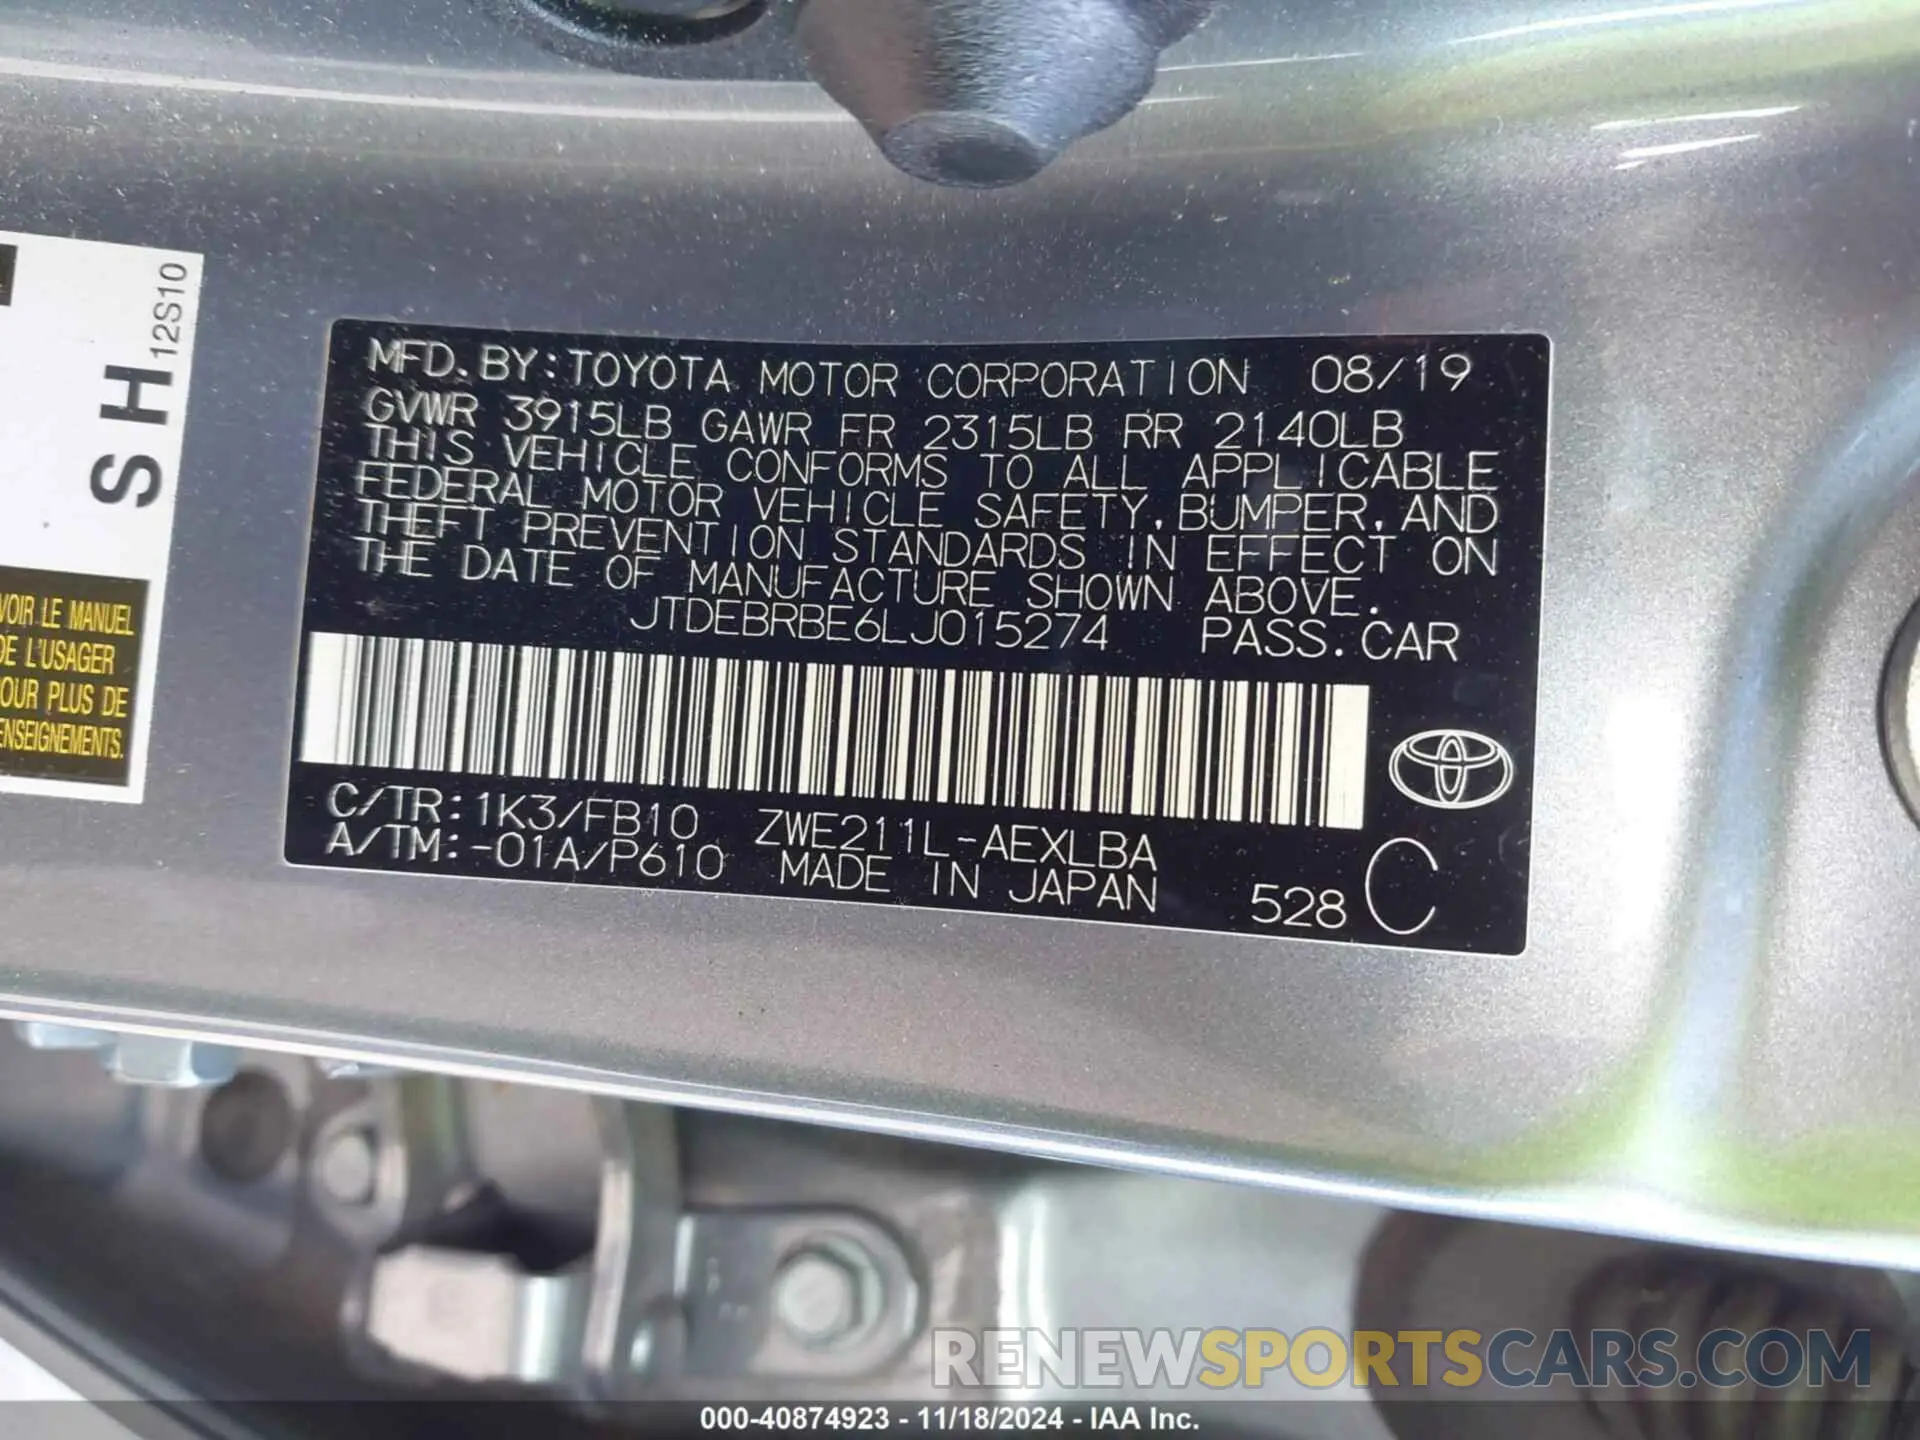 MFD. BY: TOYOTA MOTOR CORPORATION 08/19
GVWR 3915LB GAWR FR 2315LB RR 2140LB
THIS VEHICLE CONFORMS TO ALL APPLICABLE
FEDERAL MOTOR VEHICLE SAFETY, BUMPER, AND
THEFT PREVENTION STANDARDS IN EFFECT ON
THE DATE OF MANUFACTURE SHOWN ABOVE.
JTDEBRBE6LJ015274 PASS. CAR
C/TR: 1K3/FB10 ZWE211L-AEXLBA
A/TM: -01A/P610 MADE IN JAPAN 528 C
S H 12S10
VOIR LE MANUEL
DE L'USAGER
POUR PLUS DE
RENSEIGNEMENTS.
RENEWSPORTSCARS.COM
000-40874923 - 11/18/2024 - IAA Inc.